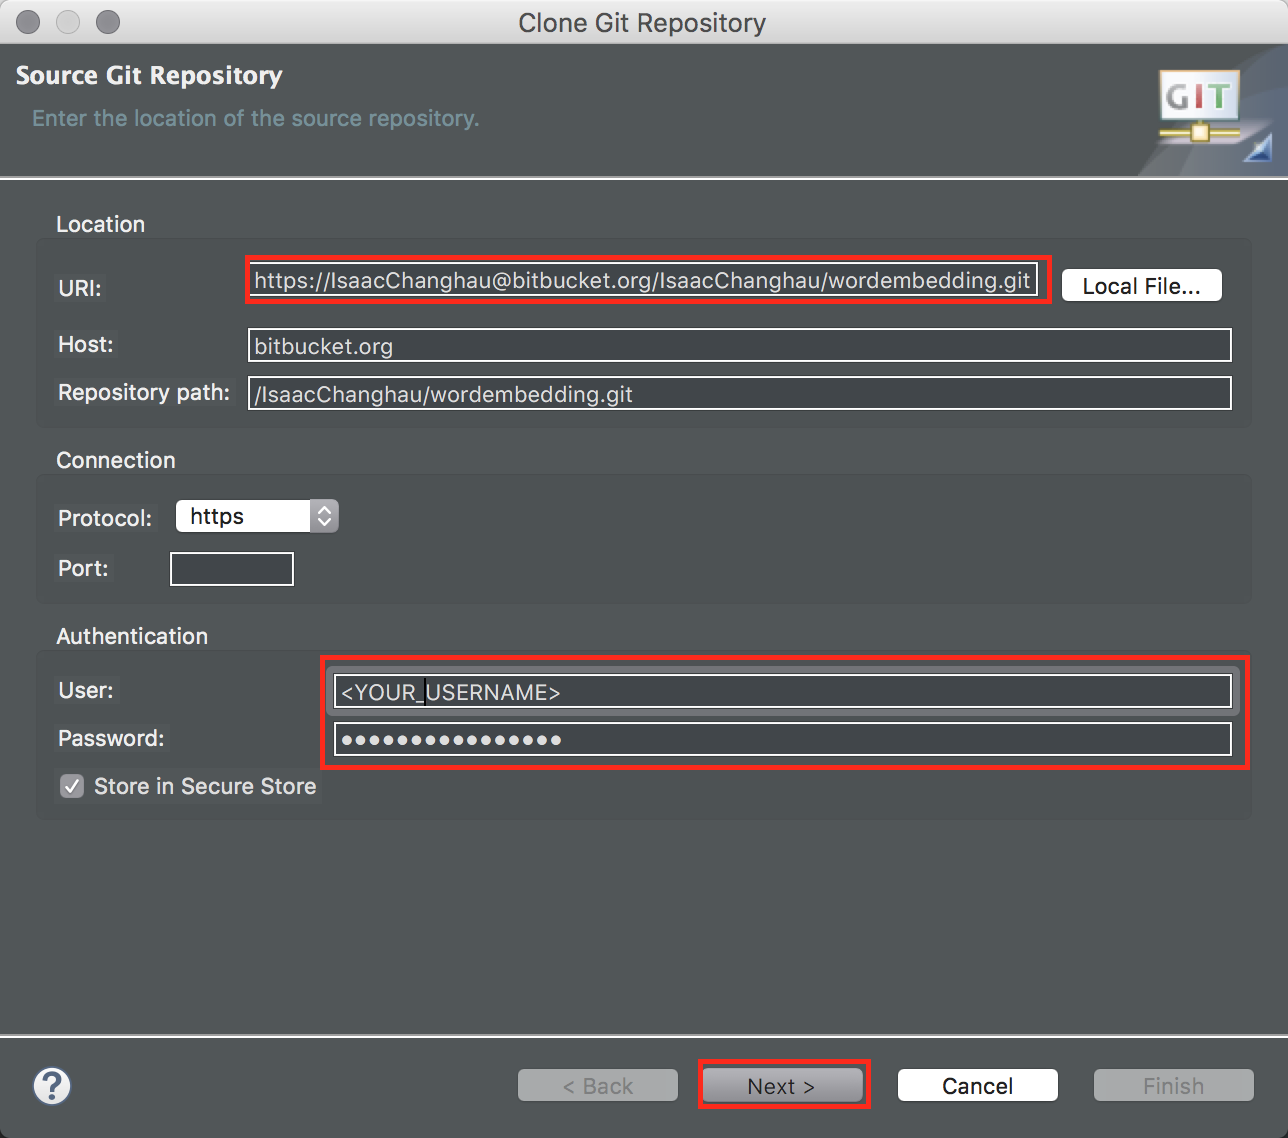 Clone Git Repository
Source Git Repository
Enter the location of the source repository.
GIT
Location
URI: https://IsaacChanghau@bitbucket.org/IsaacChanghau/wordembedding.git Local File...
Host: bitbucket.org
Repository path: /IsaacChanghau/wordembedding.git
Connection
Protocol: https
Port:
Authentication
User: <YOUR_USERNAME>
Password: ●●●●●●●●●●●●●●●●
Store in Secure Store
? < Back Next > Cancel Finish